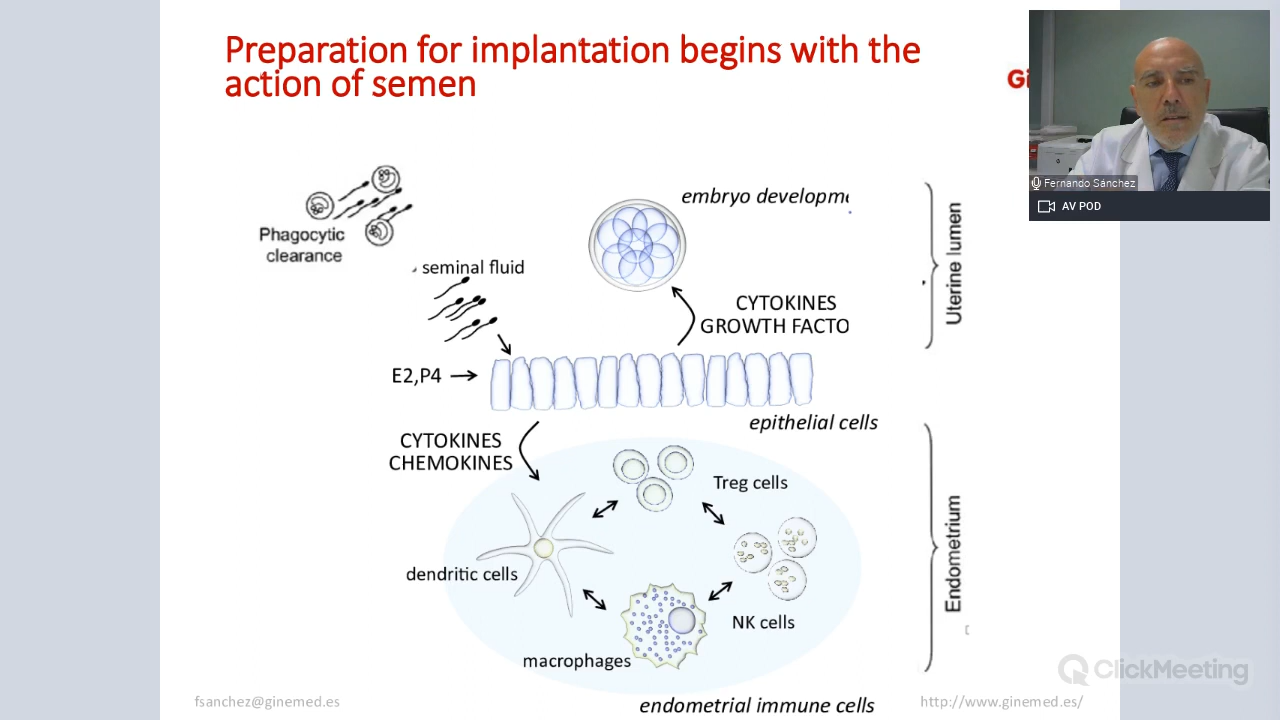 Preparation for implantation begins with the
action of semen
Gi
Fernando Sánchez
AV POD
embryo developme
Uterine lumen
Phagocytic
clearance
seminal fluid
CYTOKINES
GROWTH FACTO
E2,P4
epithelial cells
CYTOKINES
CHEMOKINES
Treg cells
Endometrium
dendritic cells
NK cells
macrophages
ClickMeeting
fsanchez@ginemed.es
endometrial immune cells
http://www.ginemed.es/